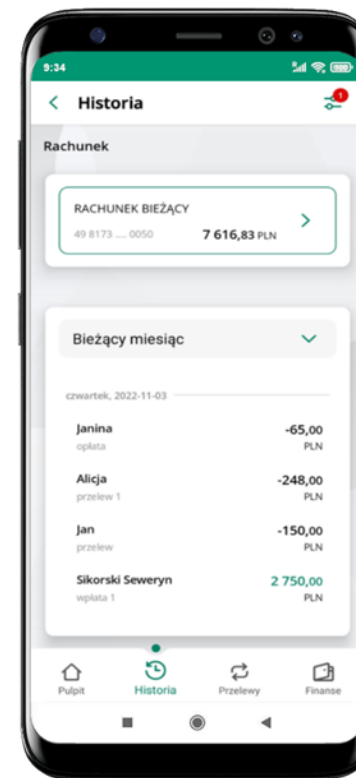 9:34
Historia
1
Rachunek
RACHUNEK BIEŻĄCY
49 8173 .... 0050 7 616,83 PLN
Bieżący miesiąc
czwartek, 2022-11-03
Janina -65,00
opłata PLN
Alicja -248,00
przelew 1 PLN
Jan -150,00
przelew PLN
Sikorski Seweryn 2 750,00
wpłata 1 PLN
Pulpit Historia Przelewy Finanse